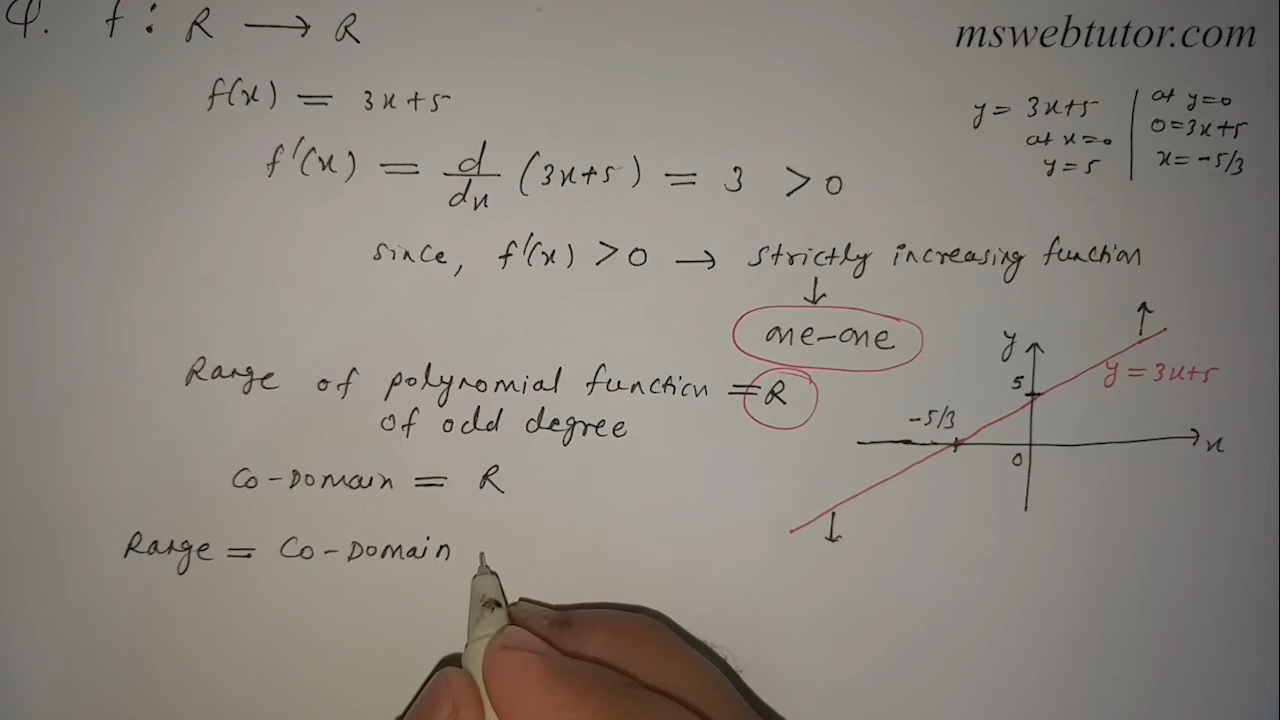 4. f : R ⟶ R
mswebtutor.com
f(x) = 3x+5
y = 3x+5
at x=0
y=5
at y=0
0=3x+5
x=-5/3
f'(x) = d/dx (3x+5) = 3 > 0
since, f'(x) > 0 → strictly increasing function
↓
one-one
Range of polynomial function = R
of odd degree
Co-Domain = R
Range = Co-Domain
y
5
y = 3x+5
-5/3
0
x